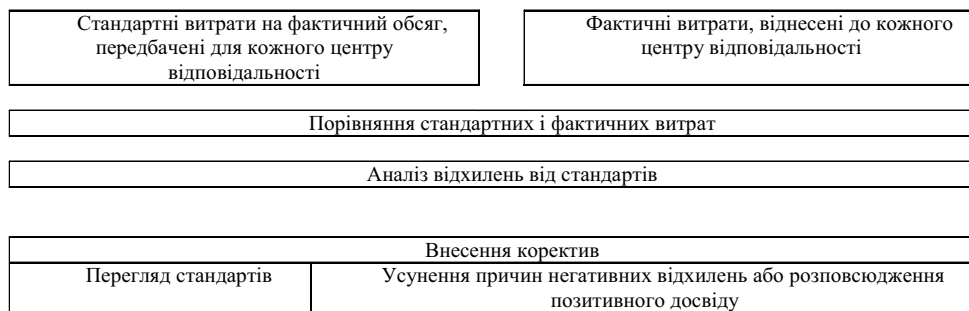 Стандартні витрати на фактичний обсяг,
передбачені для кожного центру
відповідальності
Фактичні витрати, віднесені до кожного
центру відповідальності
Порівняння стандартних і фактичних витрат
Аналіз відхилень від стандартів
Внесення коректив
Перегляд стандартів
Усунення причин негативних відхилень або розповсюдження
позитивного досвіду